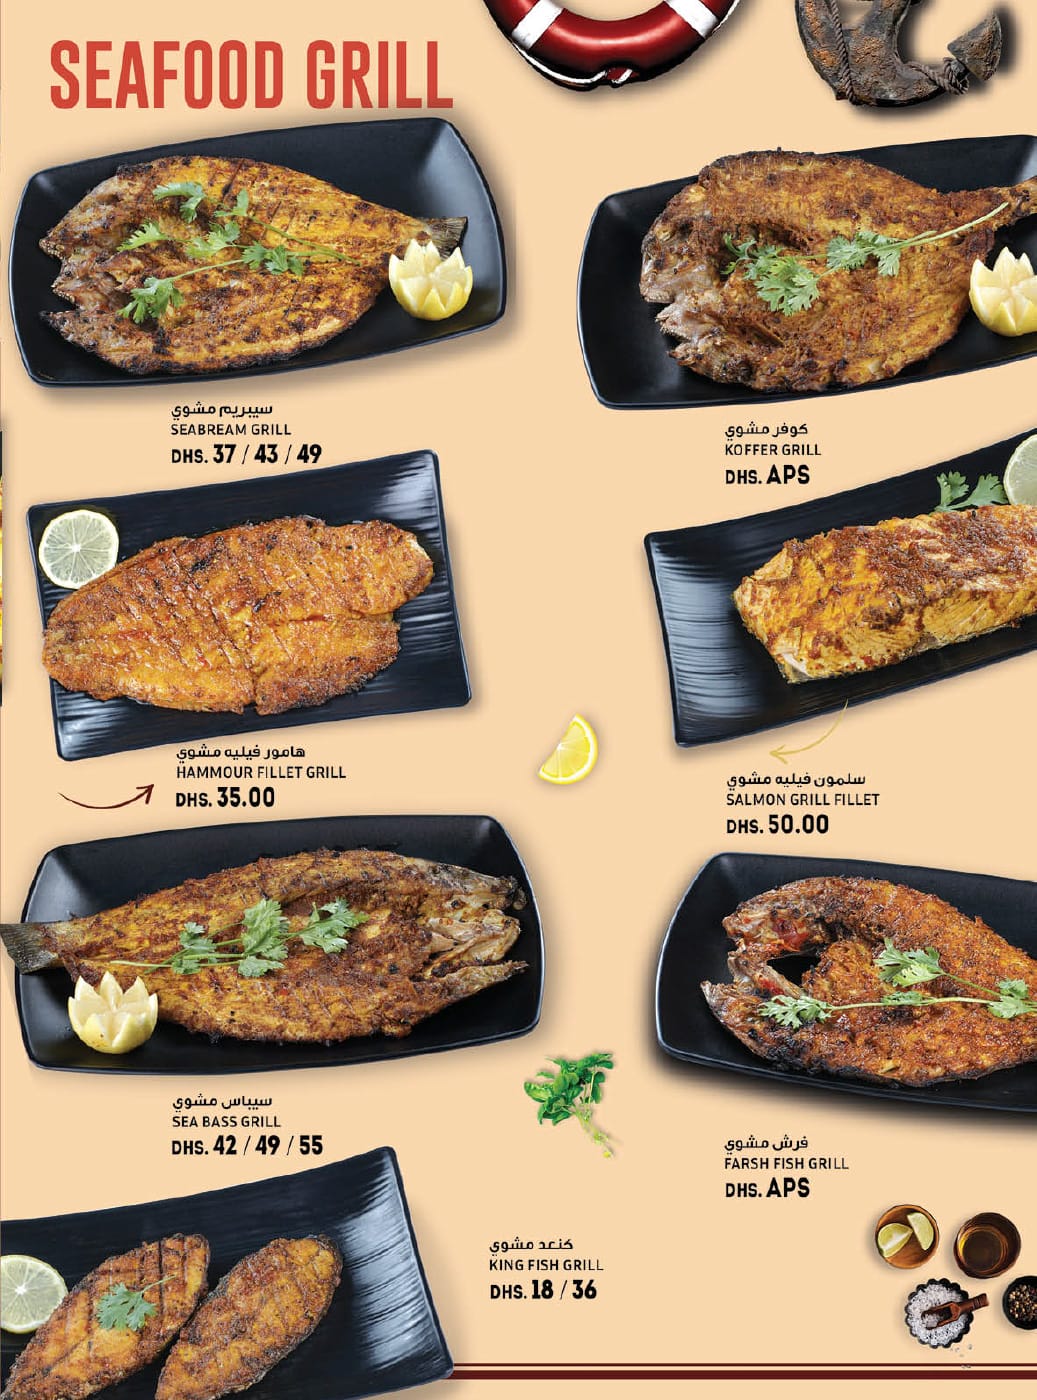 SEAFOOD GRILL
سيبريم مشوي
SEABREAM GRILL
DHS. 37 / 43 / 49
كوفر مشوي
KOFFER GRILL
DHS. APS
هامور فيليه مشوي
HAMMOUR FILLET GRILL
DHS. 35.00
سلمون فيليه مشوي
SALMON GRILL FILLET
DHS. 50.00
سيباس مشوي
SEA BASS GRILL
DHS. 42 / 49 / 55
فرش مشوي
FARSH FISH GRILL
DHS. APS
كنعد مشوي
KING FISH GRILL
DHS. 18 / 36